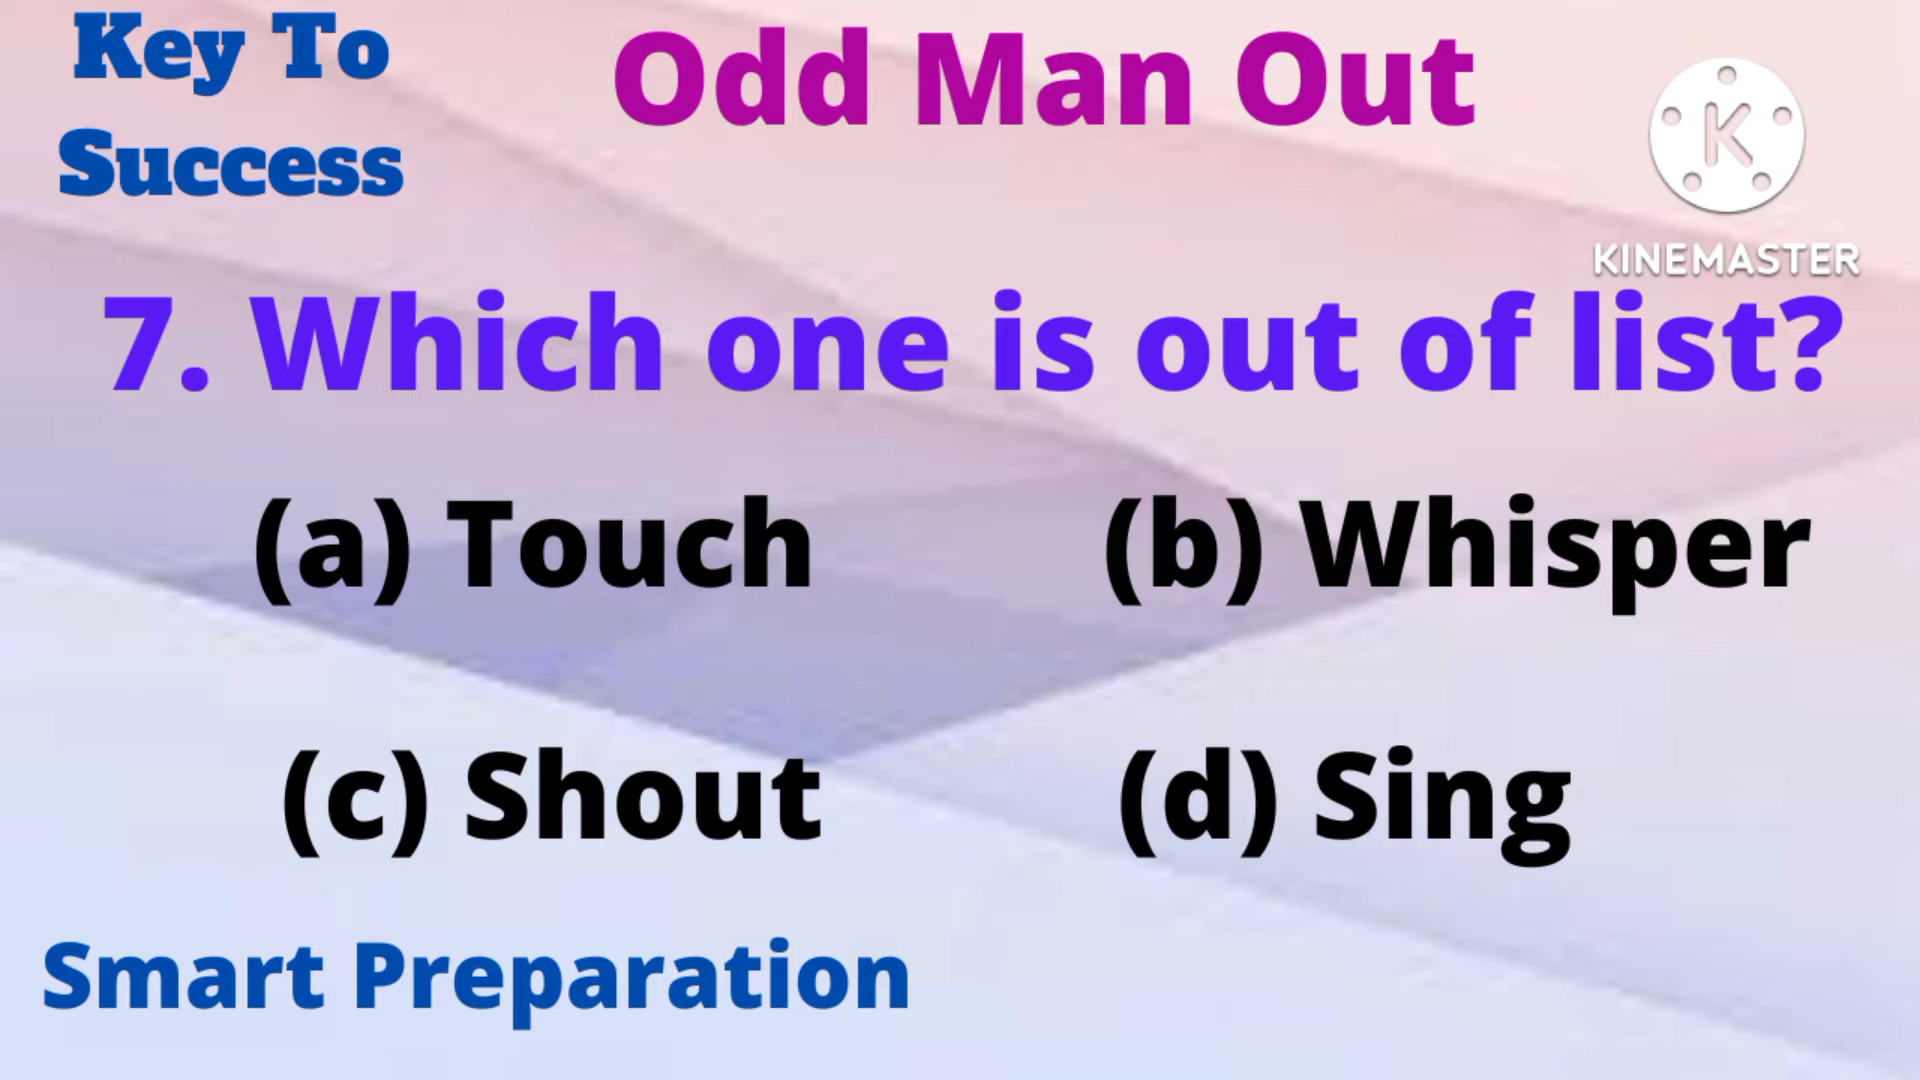 Key To
Success
Odd Man Out
K
KINEMASTER
7. Which one is out of list?
(a) Touch
(b) Whisper
(c) Shout
(d) Sing
Smart Preparation